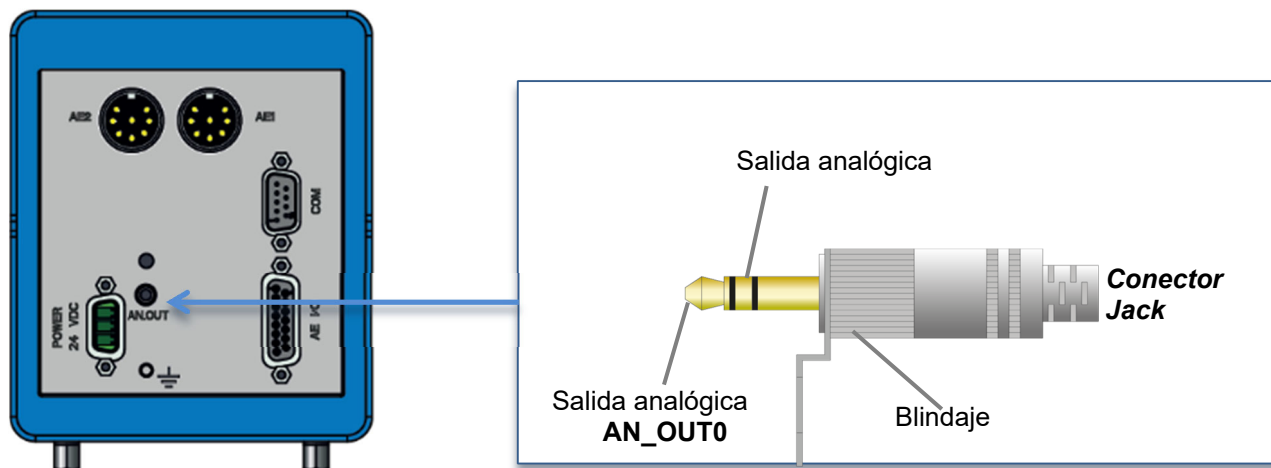 AE2
AE1
COM
AN.OUT
POWER
24 VDC
AE I/O
Salida analógica
Conector
Jack
Salida analógica
AN_OUT0
Blindaje